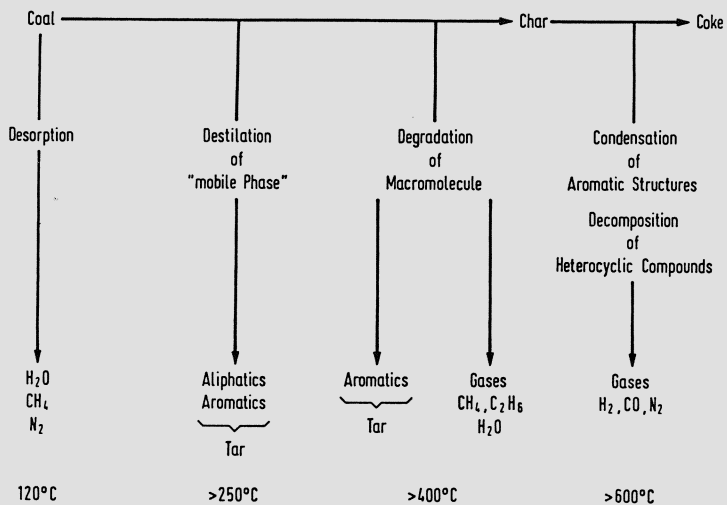 Coal Char Coke
Desorption Destilation Degradation Condensation
of of of
"mobile Phase" Macromolecule Aromatic Structures
Decomposition
of
Heterocyclic Compounds
H₂O Aliphatics Aromatics Gases Gases
CH₄ Aromatics CH₄, C₂H₆ H₂, CO, N₂
N₂ Tar H₂O
Tar
120°C >250°C >400°C >600°C